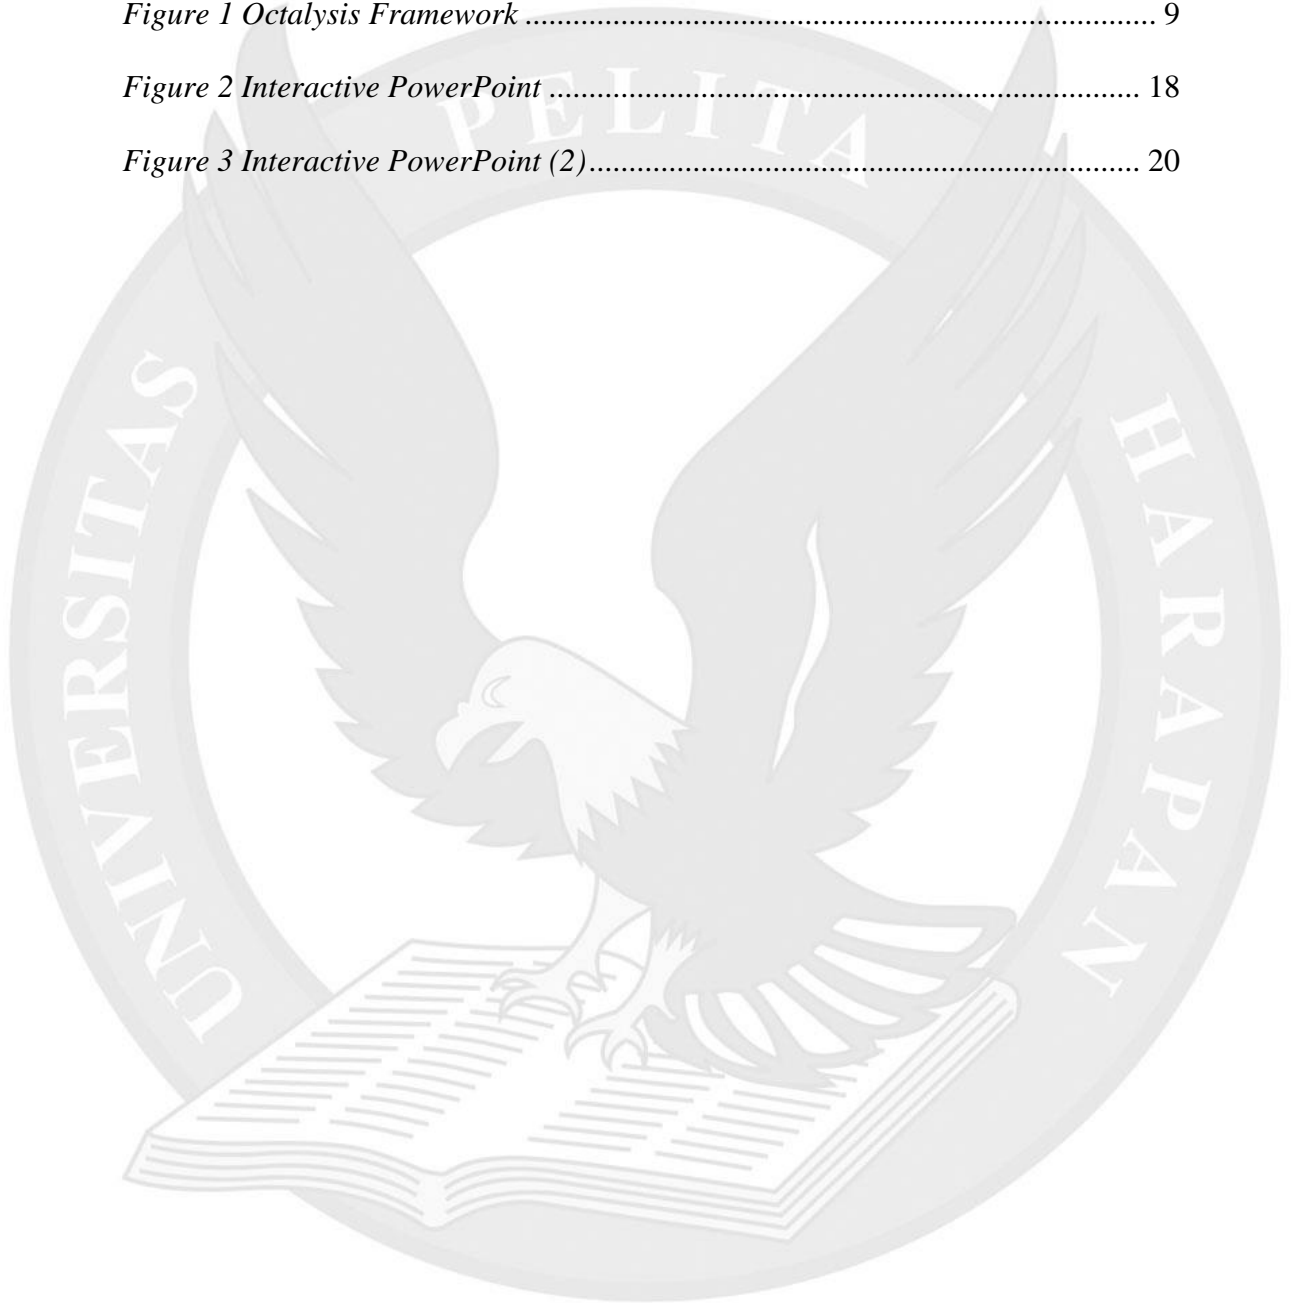 Figure 1 Octalysis Framework ........................................................................... 9
Figure 2 Interactive PowerPoint ...................................................................... 18
Figure 3 Interactive PowerPoint (2) ................................................................. 20
UNIVERSITAS PELITA HARAPAN